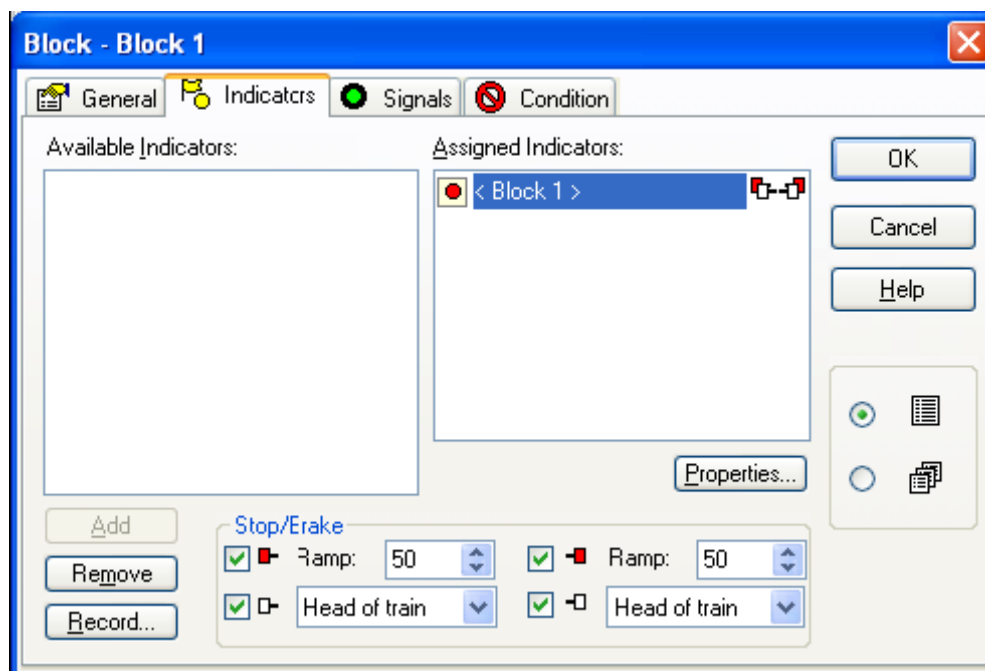 Block - Block 1
General Indicatcrs Signals Condition
Available Indicators:
Assigned Indicators:
< Block 1 >
OK
Cancel
Help
Properties...
Add
Remove
Record...
Stop/Erake
Ramp: 50 Ramp: 50
Head of train Head of train